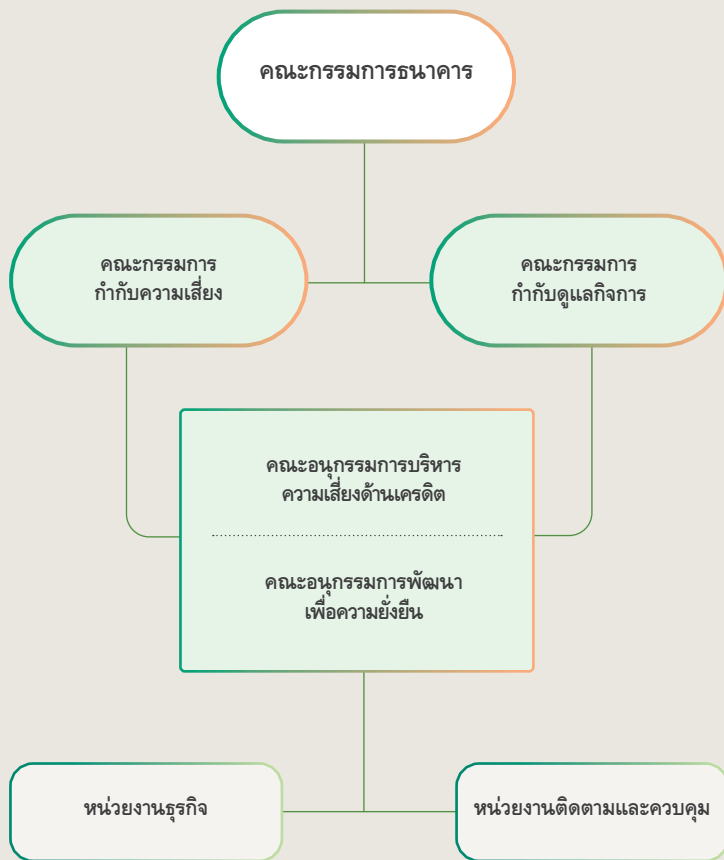 คณะกรรมการธนาคาร
คณะกรรมการ
กำกับความเสี่ยง
คณะกรรมการ
กำกับดูแลกิจการ
คณะอนุกรรมการบริหาร
ความเสี่ยงด้านเครดิต
คณะอนุกรรมการพัฒนา
เพื่อความยั่งยืน
หน่วยงานธุรกิจ
หน่วยงานติดตามและควบคุม